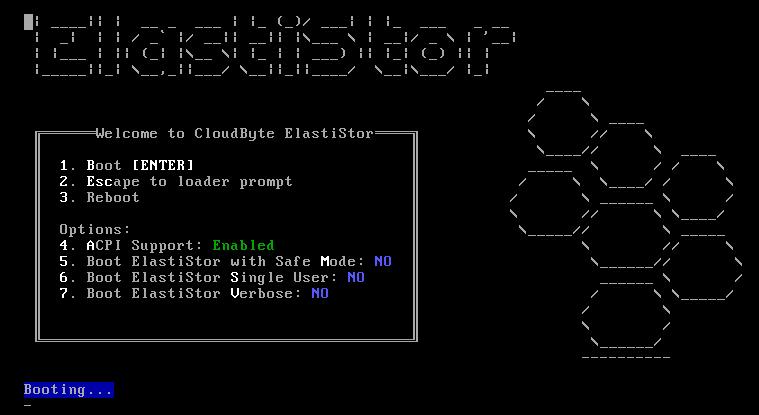 ElastiStor
Welcome to CloudByte ElastiStor
1. Boot [ENTER]
2. Escape to loader prompt
3. Reboot
Options:
4. ACPI Support: Enabled
5. Boot ElastiStor with Safe Mode: NO
6. Boot ElastiStor Single User: NO
7. Boot ElastiStor Verbose: NO
Booting...